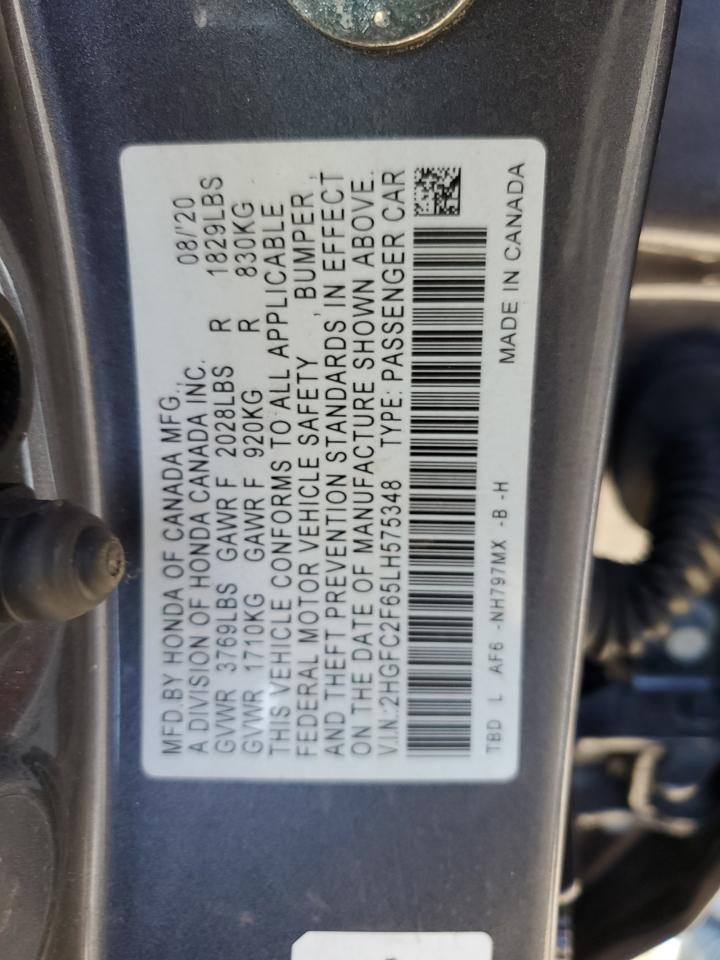 MFD.BY HONDA OF CANADA MFG., 08/'20
A DIVISION OF HONDA CANADA INC.
GVWR 3769LBS GAWR F 2028LBS R 1829LBS
GVWR 1710KG GAWR F 920KG R 830KG
THIS VEHICLE CONFORMS TO ALL APPLICABLE
FEDERAL MOTOR VEHICLE SAFETY , BUMPER ,
AND THEFT PREVENTION STANDARDS IN EFFECT
ON THE DATE OF MANUFACTURE SHOWN ABOVE.
V.I.N.:2HGFC2F65LH575348 TYPE: PASSENGER CAR
TBD L AF6 -NH797MX -B -H MADE IN CANADA